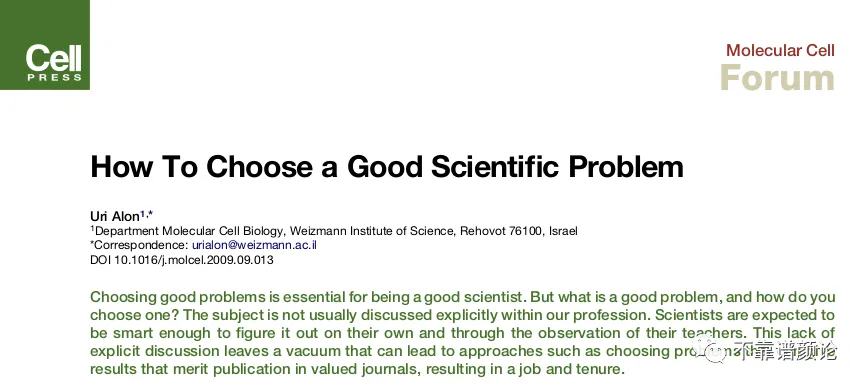 Cell
PRESS
Molecular Cell
Forum
How To Choose a Good Scientific Problem
Uri Alon1,*
1Department Molecular Cell Biology, Weizmann Institute of Science, Rehovot 76100, Israel
*Correspondence: urialon@weizmann.ac.il
DOI 10.1016/j.molcel.2009.09.013
Choosing good problems is essential for being a good scientist. But what is a good problem, and how do you
choose one? The subject is not usually discussed explicitly within our profession. Scientists are expected to
be smart enough to figure it out on their own and through the observation of their teachers. This lack of
explicit discussion leaves a vacuum that can lead to approaches such as choosing
results that merit publication in valued journals, resulting in a job and tenure.
不靠谱颜论